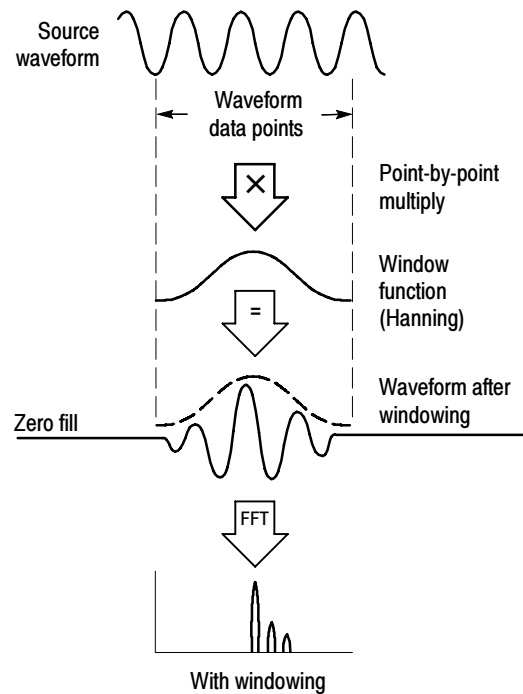 Source
waveform
Waveform
data points
×
Point-by-point
multiply
Window
function
(Hanning)
=
Waveform after
windowing
Zero fill
FFT
With windowing